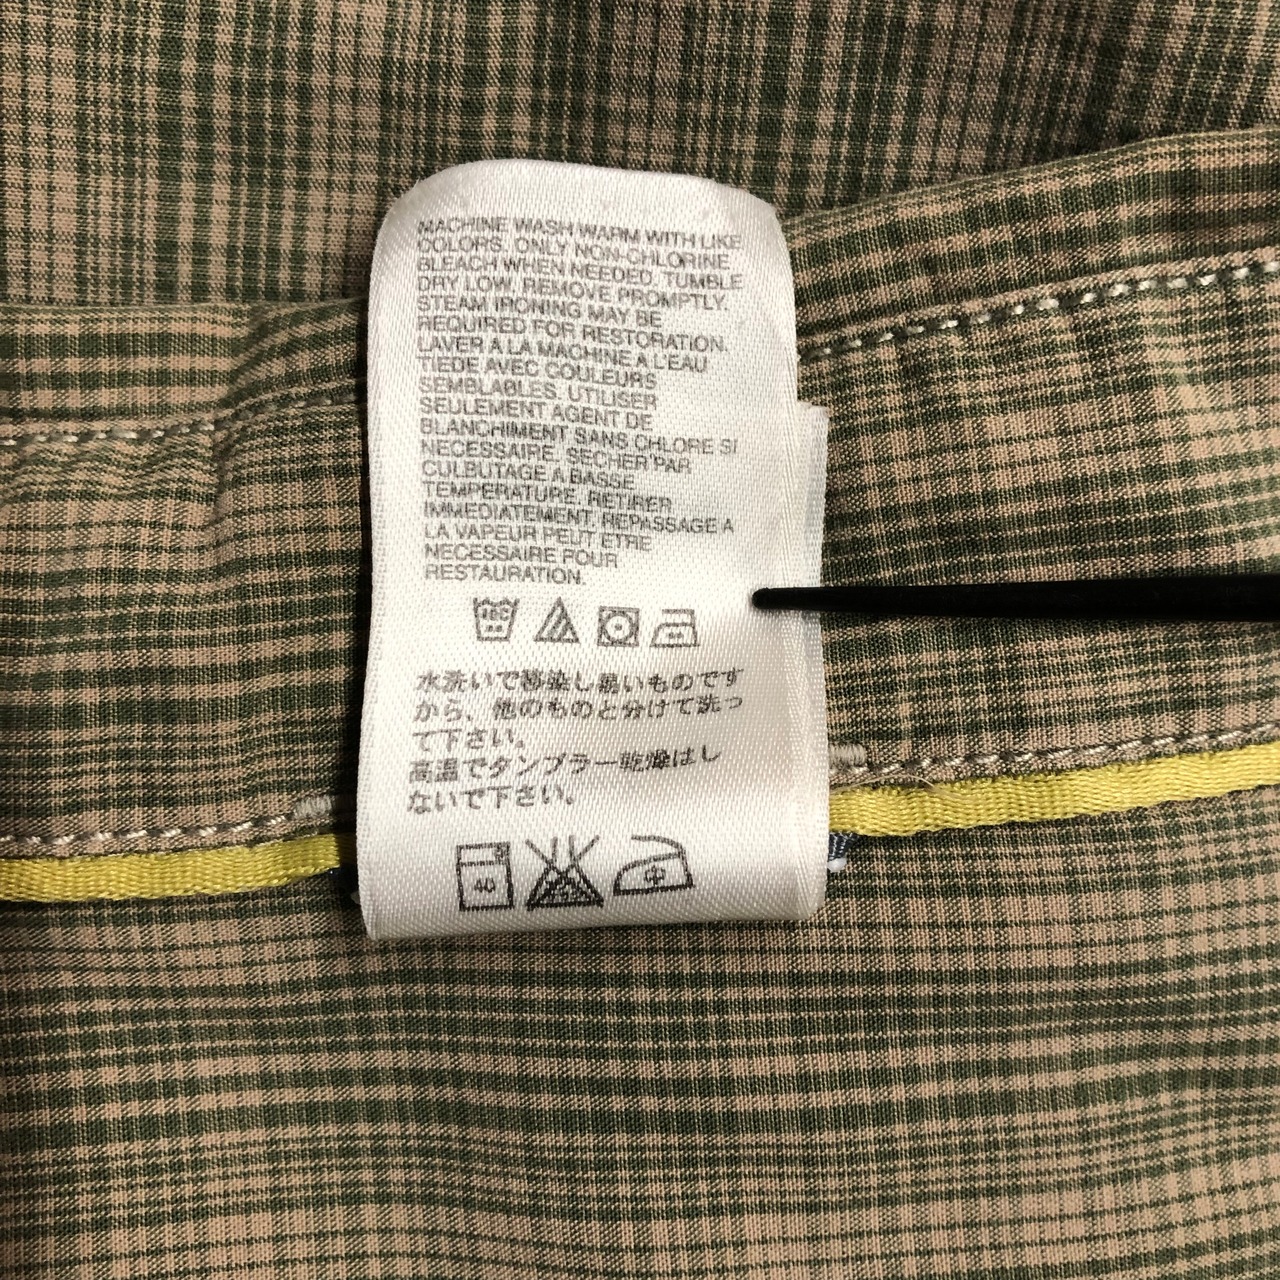 MACHINE WASH WARM WITH LIKE
COLORS. ONLY NON-CHLORINE
BLEACH WHEN NEEDED. TUMBLE
DRY LOW. REMOVE PROMPTLY.
STEAM IRONING MAY BE
REQUIRED FOR RESTORATION.
LAVER A LA MACHINE A L'EAU
TIEDE AVEC COULEURS
SEMBLABLES. UTILISER
SEULEMENT AGENT DE
BLANCHIMENT SANS CHLORE SI
NECESSAIRE. SECHER PAR
CULBUTAGE A BASSE
TEMPERATURE. RETIRER
IMMEDIATEMENT. REPASSAGE A
LA VAPEUR PEUT ETRE
NECESSAIRE POUR
RESTAURATION.
水洗いで移染し易いものです
から、他のものと分けて洗っ
て下さい。
高温でタンブラー乾燥はし
ないで下さい。
40 中